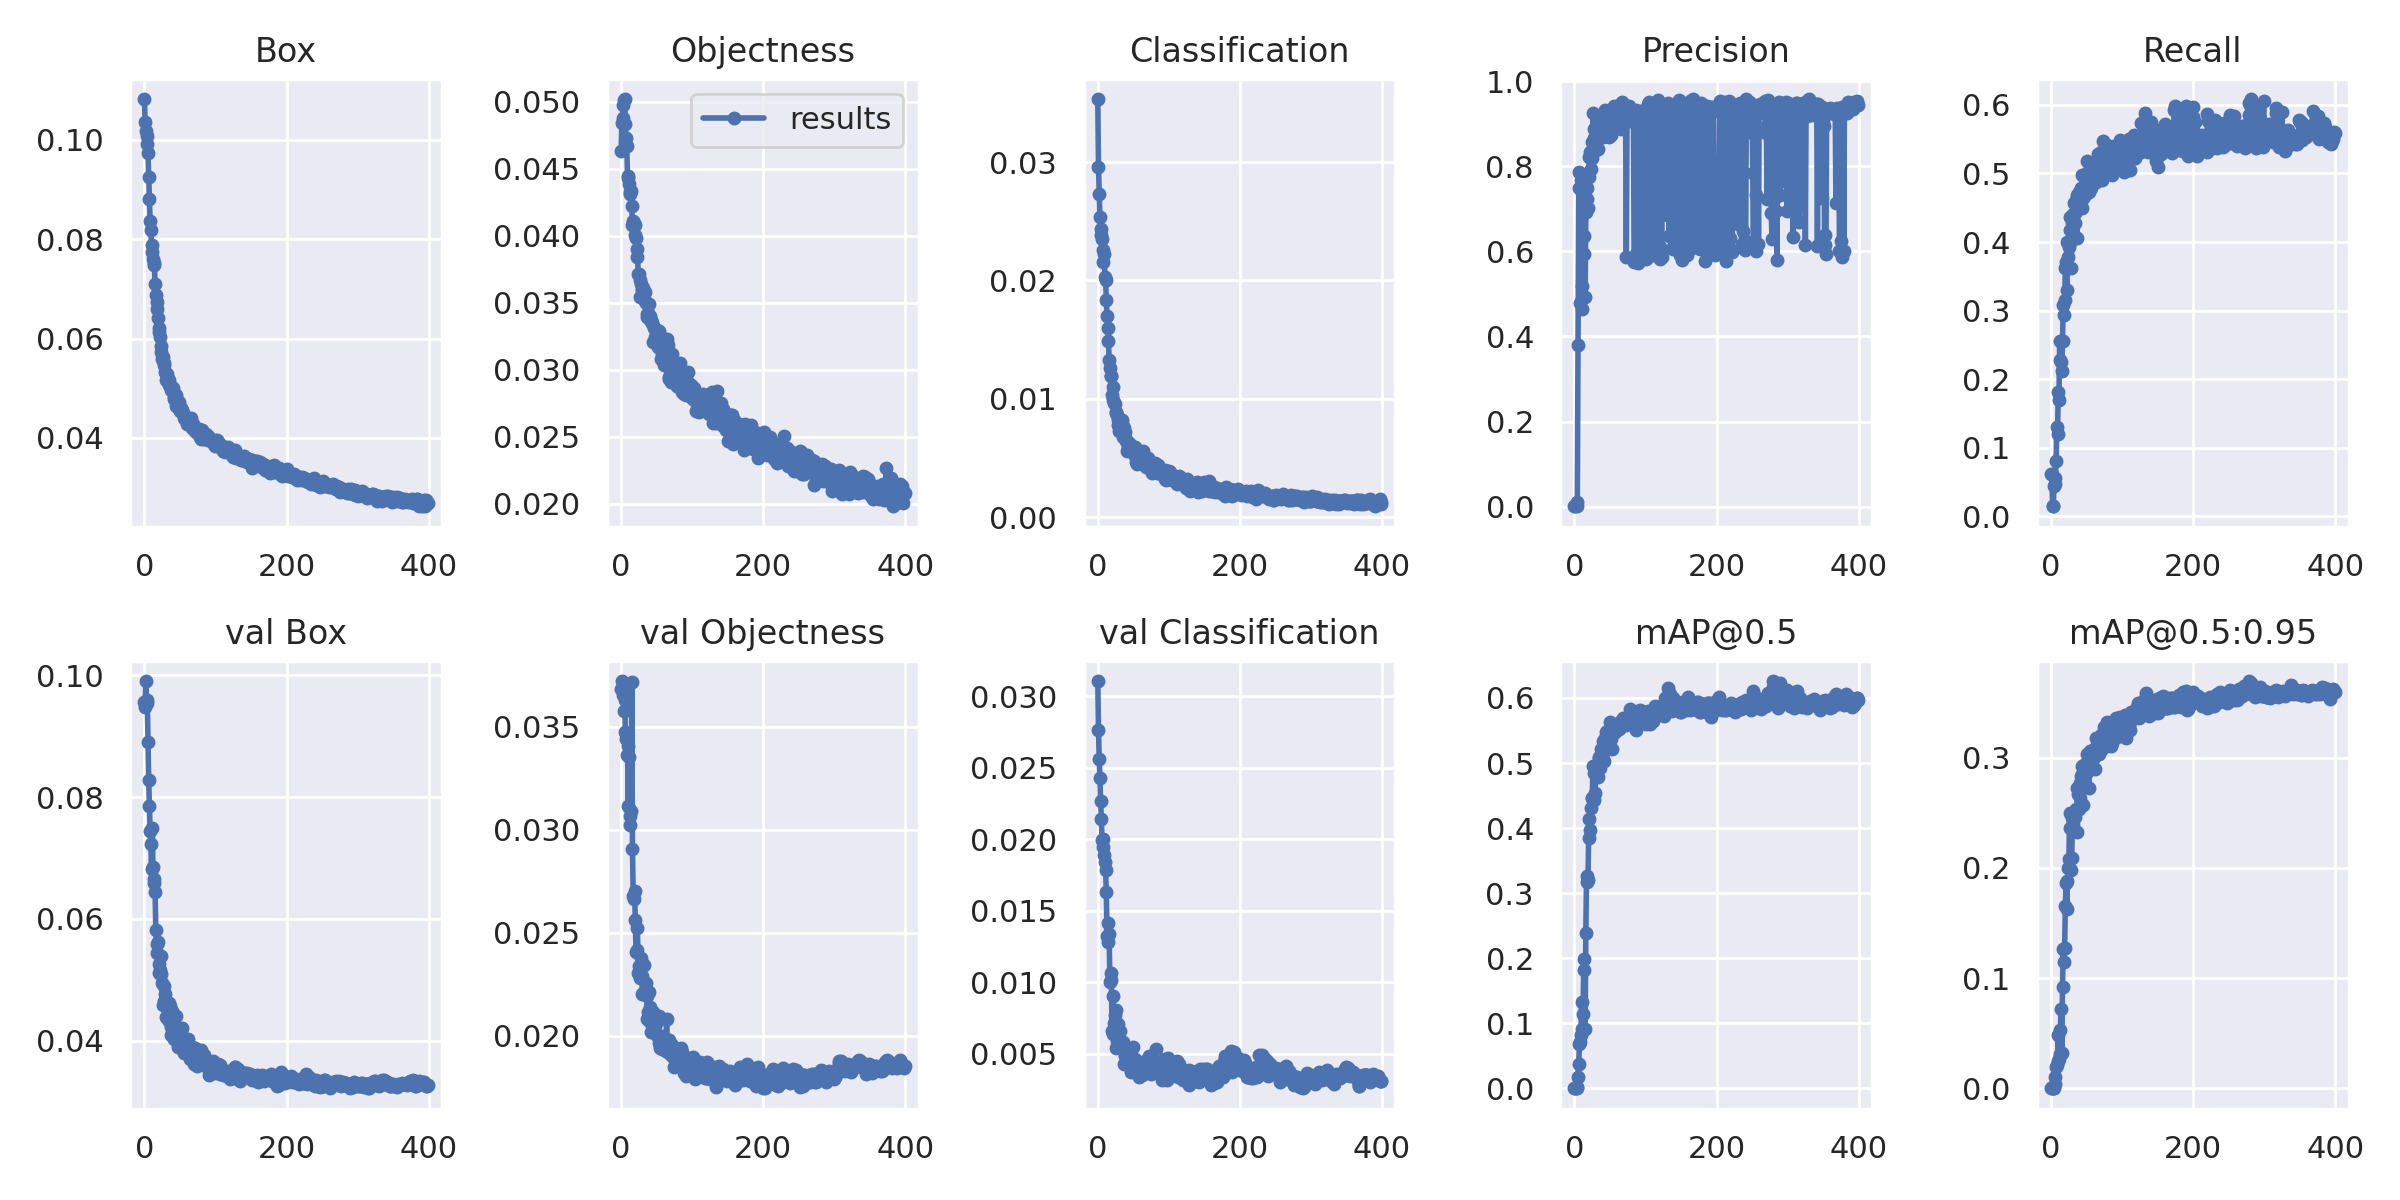 Box
0.10
0.08
0.06
0.04
0 200 400
Objectness
results
0.050
0.045
0.040
0.035
0.030
0.025
0.020
0 200 400
Classification
0.03
0.02
0.01
0.00
0 200 400
Precision
1.0
0.8
0.6
0.4
0.2
0.0
0 200 400
Recall
0.6
0.5
0.4
0.3
0.2
0.1
0.0
0 200 400
val Box
0.10
0.08
0.06
0.04
0 200 400
val Objectness
0.035
0.030
0.025
0.020
0 200 400
val Classification
0.030
0.025
0.020
0.015
0.010
0.005
0 200 400
mAP@0.5
0.6
0.5
0.4
0.3
0.2
0.1
0.0
0 200 400
mAP@0.5:0.95
0.3
0.2
0.1
0.0
0 200 400